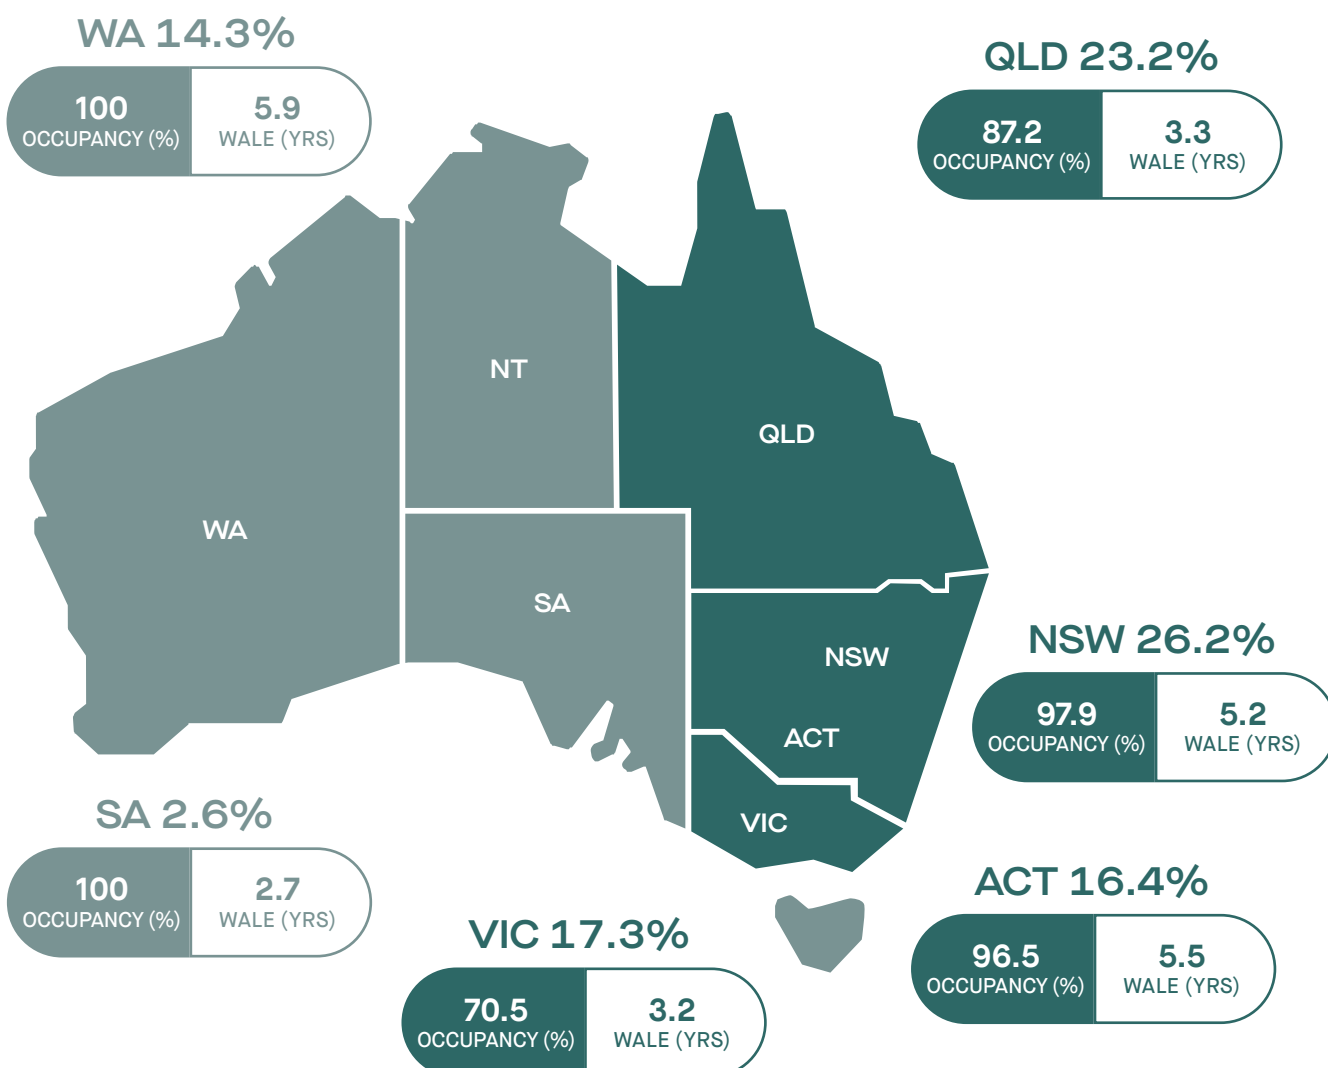 WA 14.3%
100
OCCUPANCY (%)
5.9
WALE (YRS)
QLD 23.2%
87.2
OCCUPANCY (%)
3.3
WALE (YRS)
NT
QLD
WA
SA
NSW
ACT
VIC
NSW 26.2%
97.9
OCCUPANCY (%)
5.2
WALE (YRS)
SA 2.6%
100
OCCUPANCY (%)
2.7
WALE (YRS)
VIC 17.3%
70.5
OCCUPANCY (%)
3.2
WALE (YRS)
ACT 16.4%
96.5
OCCUPANCY (%)
5.5
WALE (YRS)